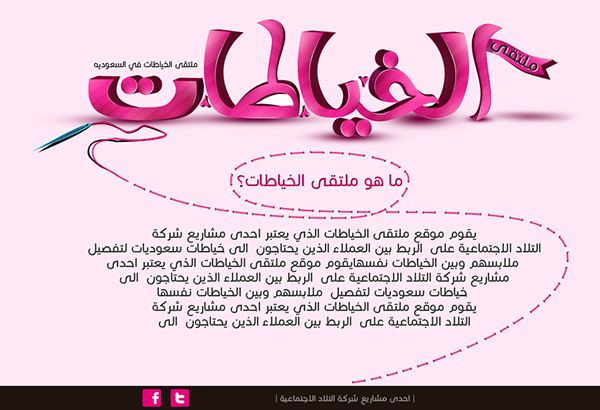 ملتقى
الخياطات
ملتقى الخياطات في السعوديه
ما هو ملتقى الخياطات؟
يقوم موقع ملتقى الخياطات الذي يعتبر احدى مشاريع شركة
التلاد الاجتماعية على الربط بين العملاء الذين يحتاجون الى خياطات سعوديات لتفصيل
ملابسهم وبين الخياطات نفسهايقوم موقع ملتقى الخياطات الذي يعتبر احدى
مشاريع شركة التلاد الاجتماعية على الربط بين العملاء الذين يحتاجون الى
خياطات سعوديات لتفصيل ملابسهم وبين الخياطات نفسها
يقوم موقع ملتقى الخياطات الذي يعتبر احدى مشاريع شركة
التلاد الاجتماعية على الربط بين العملاء الذين يحتاجون الى
| احدى مشاريع شركة التلاد الاجتماعية |